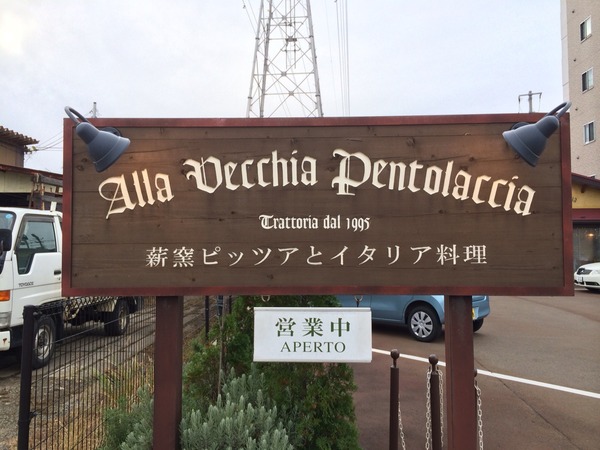 Alla Vecchia Pentolaccia
Trattoria dal 1995
薪窯ピッツアとイタリア料理
営業中
APERTO
TOYOTA